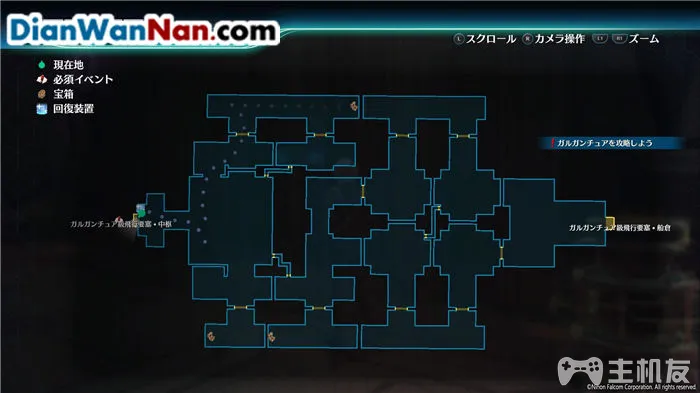 DianWanNan.com
Ⓛスクロール Ⓡカメラ操作 L1 R1 ズーム
現在地
必須イベント
宝箱
回復装置
!ガルガンチュアを攻略しよう
ガルガンチュア級飛行要塞・中枢
ガルガンチュア級飛行要塞・船倉
主机友
©Nihon Falcom Corporation. All rights reserved.